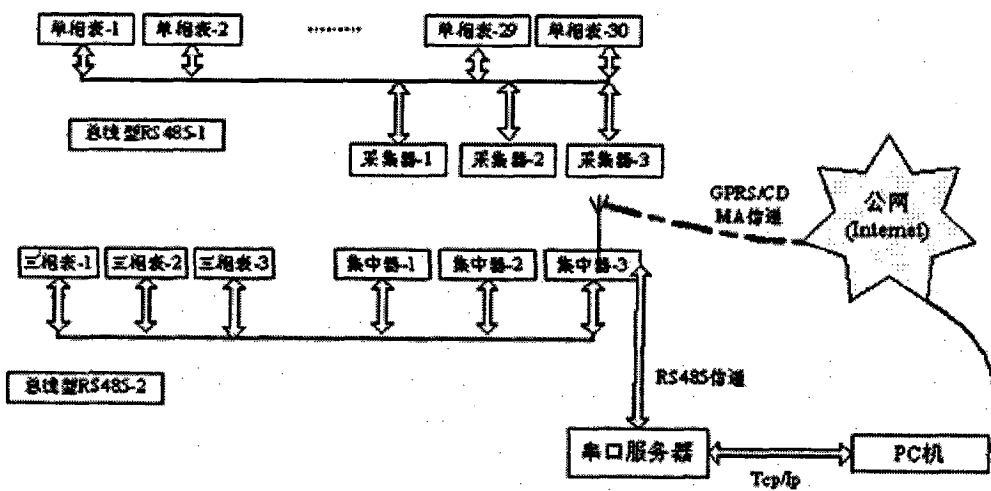 单相表-1
单相表-2
单相表-29
单相表-30
总线型RS485-1
采集器-1
采集器-2
采集器-3
GPRS/CD
MA信道
公网
(Internet)
三相表-1
三相表-2
三相表-3
集中器-1
集中器-2
集中器-3
总线型RS485-2
RS485信道
串口服务器
Tcp/Ip
PC机